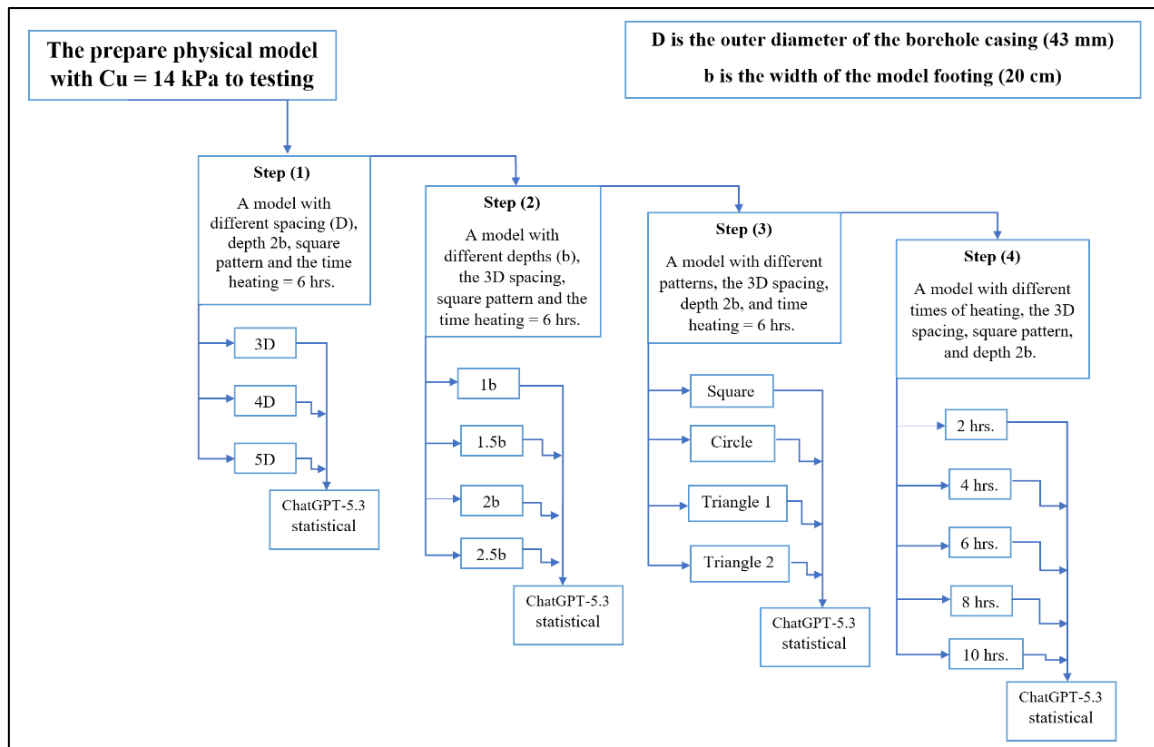 The prepare physical model
with Cu = 14 kPa to testing
D is the outer diameter of the borehole casing (43 mm)
b is the width of the model footing (20 cm)
Step (1)
A model with
different spacing (D),
depth 2b, square
pattern and the time
heating = 6 hrs.
3D
4D
5D
ChatGPT-5.3
statistical
Step (2)
A model with
different depths (b),
the 3D spacing,
square pattern and the
time heating = 6 hrs.
1b
1.5b
2b
2.5b
ChatGPT-5.3
statistical
Step (3)
A model with different
patterns, the 3D spacing,
depth 2b, and time
heating = 6 hrs.
Square
Circle
Triangle 1
Triangle 2
ChatGPT-5.3
statistical
Step (4)
A model with different
times of heating, the 3D
spacing, square pattern,
and depth 2b.
2 hrs.
4 hrs.
6 hrs.
8 hrs.
10 hrs.
ChatGPT-5.3
statistical